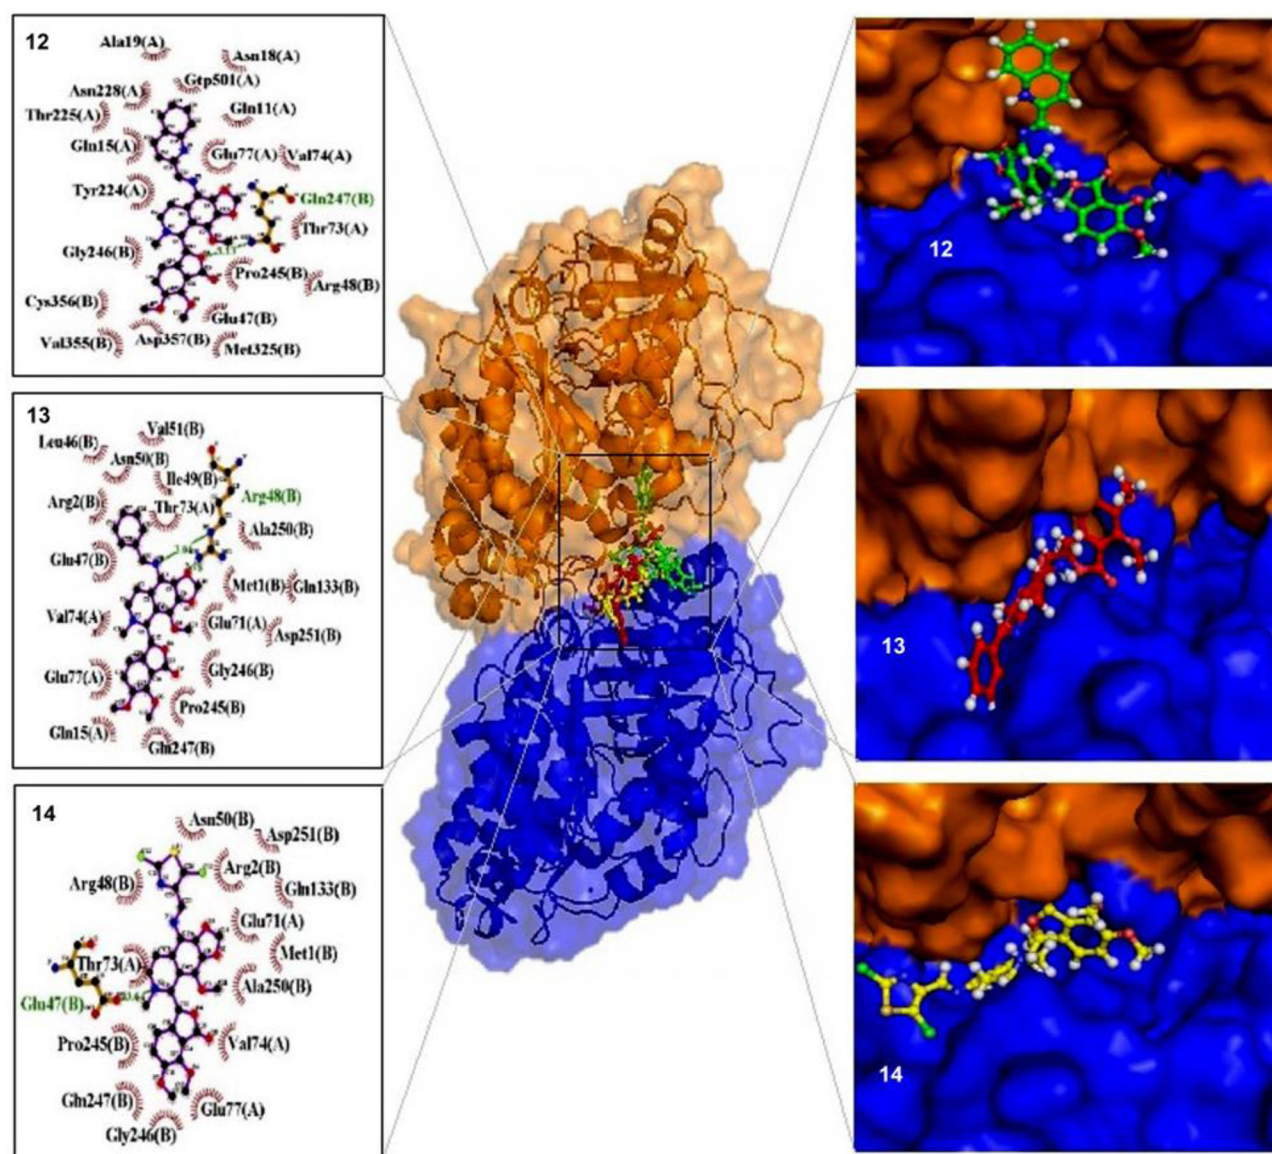 12
Ala19(A)
Asn18(A)
Gtp501(A)
Asn228(A)
Gln11(A)
Thr225(A)
Gln15(A)
Glu77(A)
Val74(A)
Tyr224(A)
Gln247(B)
Thr73(A)
Gly246(B)
Pro245(B)
Arg48(B)
Cys356(B)
Glu47(B)
Asp357(B)
Val355(B)
Met325(B)
13
Val51(B)
Leu46(B)
Asn50(B)
Ile49(B)
Arg48(B)
Arg2(B)
Thr73(A)
Ala250(B)
Glu47(B)
Met1(B)
Gln133(B)
Val74(A)
Glu71(A)
Asp251(B)
Gly246(B)
Glu77(A)
Pro245(B)
Gln15(A)
Gln247(B)
14
Asn50(B)
Asp251(B)
Arg2(B)
Arg48(B)
Gln133(B)
Glu71(A)
Met1(B)
Thr73(A)
Ala250(B)
Glu47(B)
Pro245(B)
Val74(A)
Gln247(B)
Glu77(A)
Gly246(B)
12
13
14